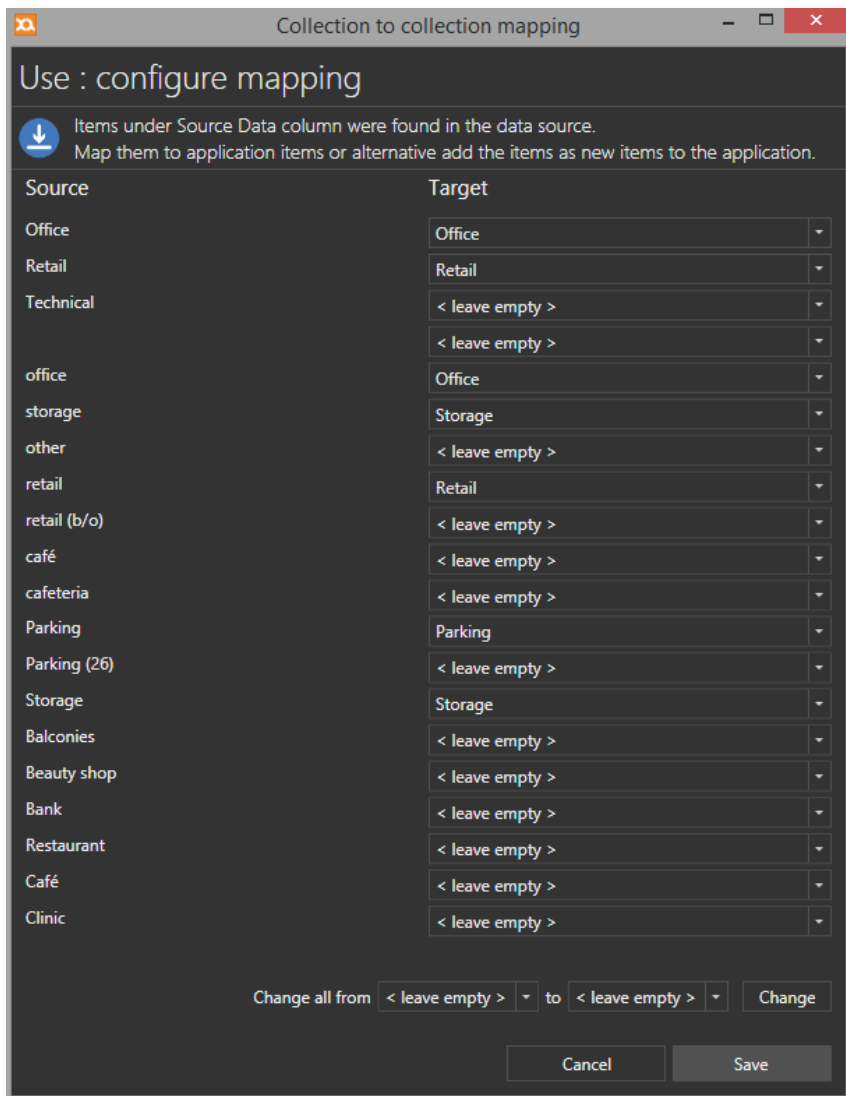 Collection to collection mapping
Use : configure mapping
Items under Source Data column were found in the data source.
Map them to application items or alternative add the items as new items to the application.
Source Target
Office Office
Retail Retail
Technical < leave empty >
< leave empty >
office Office
storage Storage
other < leave empty >
retail Retail
retail (b/o) < leave empty >
café < leave empty >
cafeteria < leave empty >
Parking Parking
Parking (26) < leave empty >
Storage Storage
Balconies < leave empty >
Beauty shop < leave empty >
Bank < leave empty >
Restaurant < leave empty >
Café < leave empty >
Clinic < leave empty >
Change all from < leave empty > to < leave empty > Change
Cancel Save